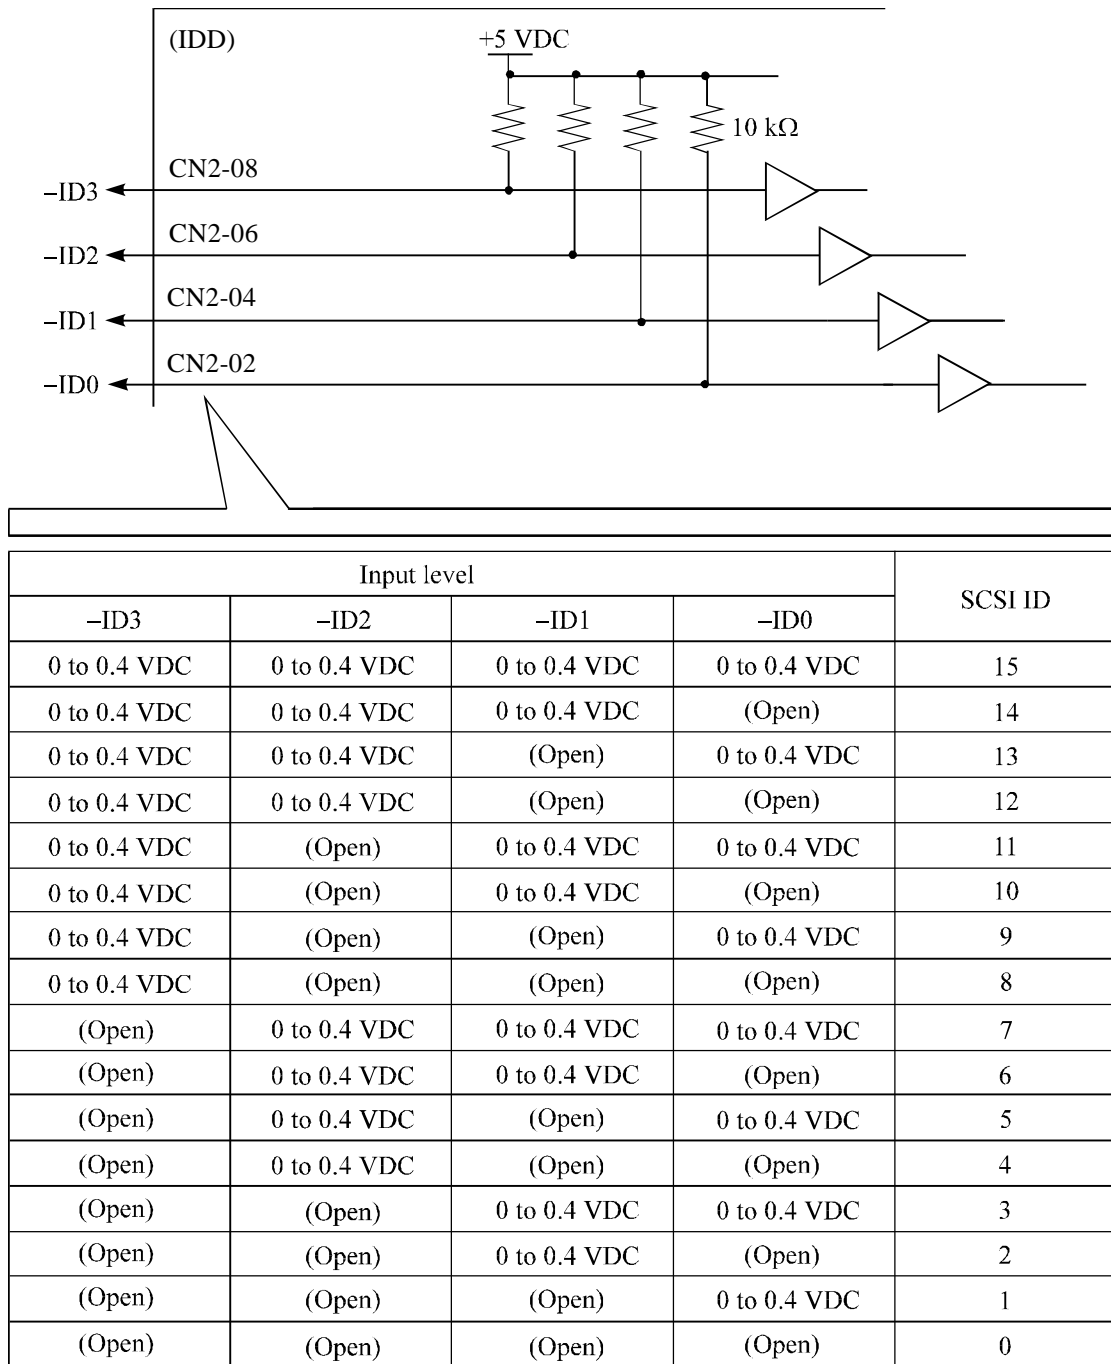 (IDD)
+5 VDC
10 kΩ
CN2-08
–ID3
CN2-06
–ID2
CN2-04
–ID1
CN2-02
–ID0
Input level SCSI ID
–ID3 –ID2 –ID1 –ID0
0 to 0.4 VDC 0 to 0.4 VDC 0 to 0.4 VDC 0 to 0.4 VDC 15
0 to 0.4 VDC 0 to 0.4 VDC 0 to 0.4 VDC (Open) 14
0 to 0.4 VDC 0 to 0.4 VDC (Open) 0 to 0.4 VDC 13
0 to 0.4 VDC 0 to 0.4 VDC (Open) (Open) 12
0 to 0.4 VDC (Open) 0 to 0.4 VDC 0 to 0.4 VDC 11
0 to 0.4 VDC (Open) 0 to 0.4 VDC (Open) 10
0 to 0.4 VDC (Open) (Open) 0 to 0.4 VDC 9
0 to 0.4 VDC (Open) (Open) (Open) 8
(Open) 0 to 0.4 VDC 0 to 0.4 VDC 0 to 0.4 VDC 7
(Open) 0 to 0.4 VDC 0 to 0.4 VDC (Open) 6
(Open) 0 to 0.4 VDC (Open) 0 to 0.4 VDC 5
(Open) 0 to 0.4 VDC (Open) (Open) 4
(Open) (Open) 0 to 0.4 VDC 0 to 0.4 VDC 3
(Open) (Open) 0 to 0.4 VDC (Open) 2
(Open) (Open) (Open) 0 to 0.4 VDC 1
(Open) (Open) (Open) (Open) 0